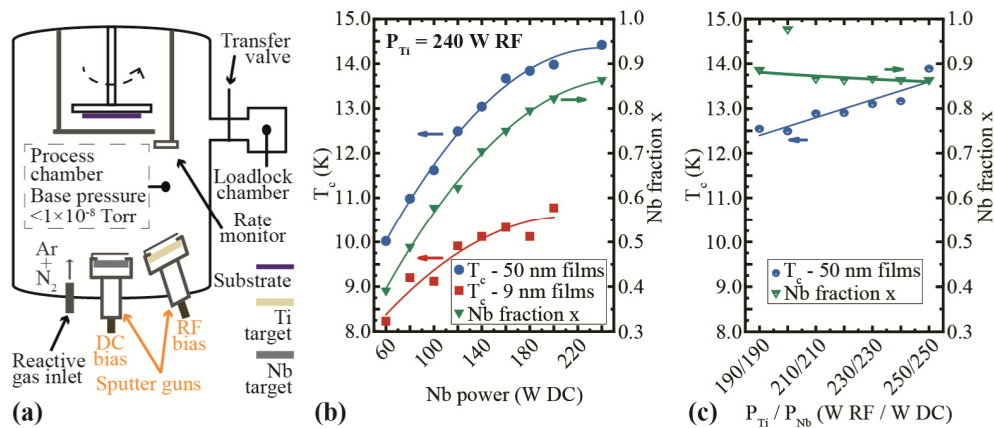 Transfer
valve
Process
chamber
Base pressure
<1×10⁻⁸ Torr
Loadlock
chamber
Rate
monitor
Ar
+
N₂
Substrate
Ti
target
Nb
target
DC
bias
RF
bias
Reactive
gas inlet
Sputter guns
(a)
P_Ti = 240 W RF
15.0
14.0
13.0
12.0
11.0
10.0
9.0
8.0
T_c (K)
1.0
0.9
0.8
0.7
0.6
0.5
0.4
0.3
Nb fraction x
T_c - 50 nm films
T_c - 9 nm films
Nb fraction x
60
100
140
180
220
Nb power (W DC)
(b)
15.0
14.0
13.0
12.0
11.0
10.0
9.0
8.0
T_c (K)
1.0
0.9
0.8
0.7
0.6
0.5
0.4
0.3
Nb fraction x
T_c - 50 nm films
Nb fraction x
190/190
210/210
230/230
250/250
P_Ti / P_Nb (W RF / W DC)
(c)